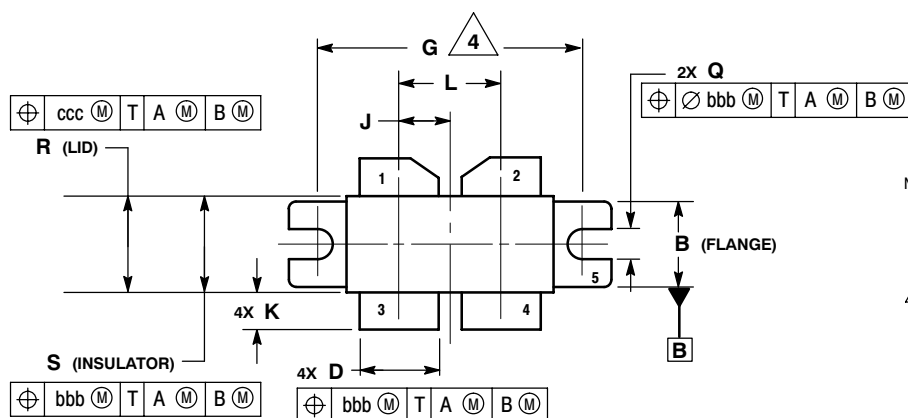 G 4
L
2X Q
⌖ ⌀ bbb Ⓜ T A Ⓜ B Ⓜ
⌖ ccc Ⓜ T A Ⓜ B Ⓜ
J
R (LID)
1 2
B (FLANGE)
5
4X K
3 4
S (INSULATOR)
B
4X D
⌖ bbb Ⓜ T A Ⓜ B Ⓜ
⌖ bbb Ⓜ T A Ⓜ B Ⓜ